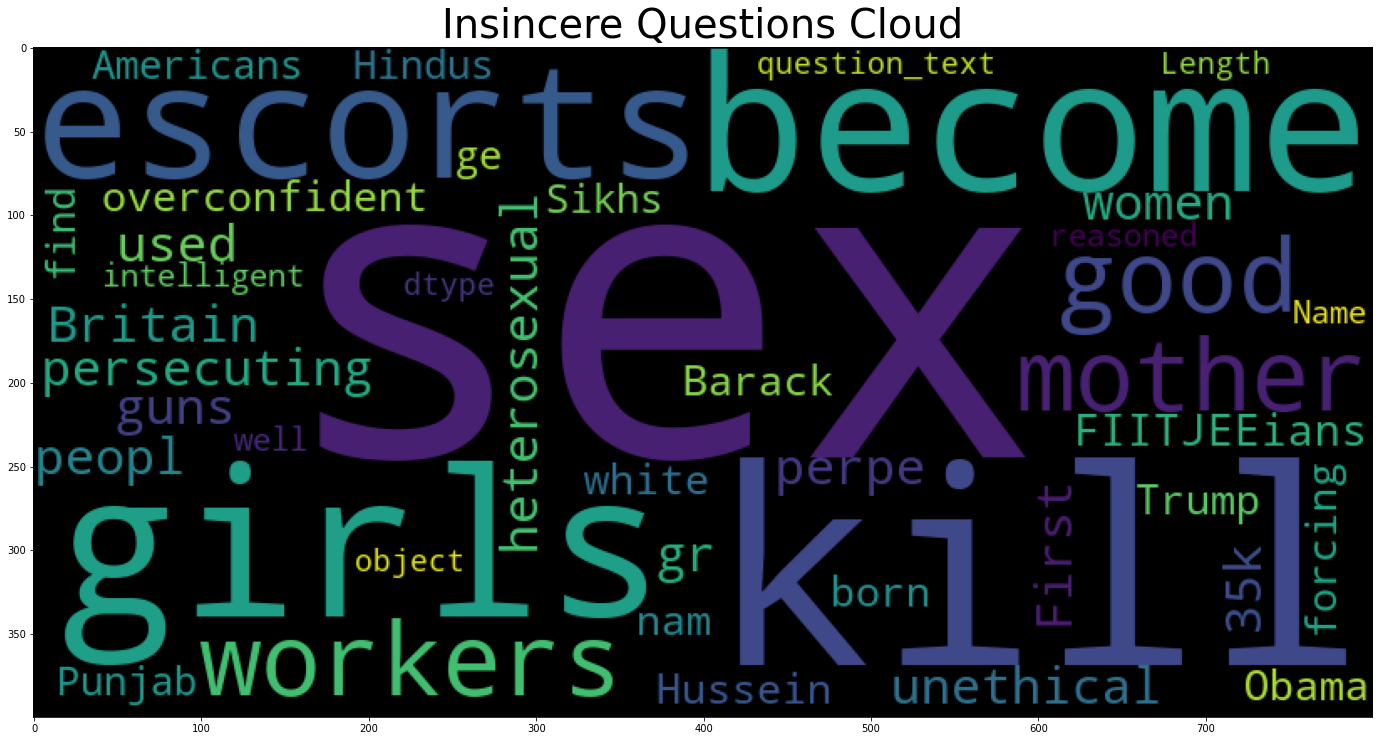 Insincere Questions Cloud
Americans
Hindus
question_text
Length
escorts
become
ge
find
overconfident
Sikhs
women
used
heterosexual
sex
reasoned
intelligent
dtype
good
Britain
Name
persecuting
Barack
mother
guns
well
FIITJEEians
peopl
white
perpe
girls
kill
First
Trump
35k
forcing
object
gr
born
nam
workers
Punjab
Hussein
unethical
Obama
0
50
100
150
200
250
300
350
0
100
200
300
400
500
600
700